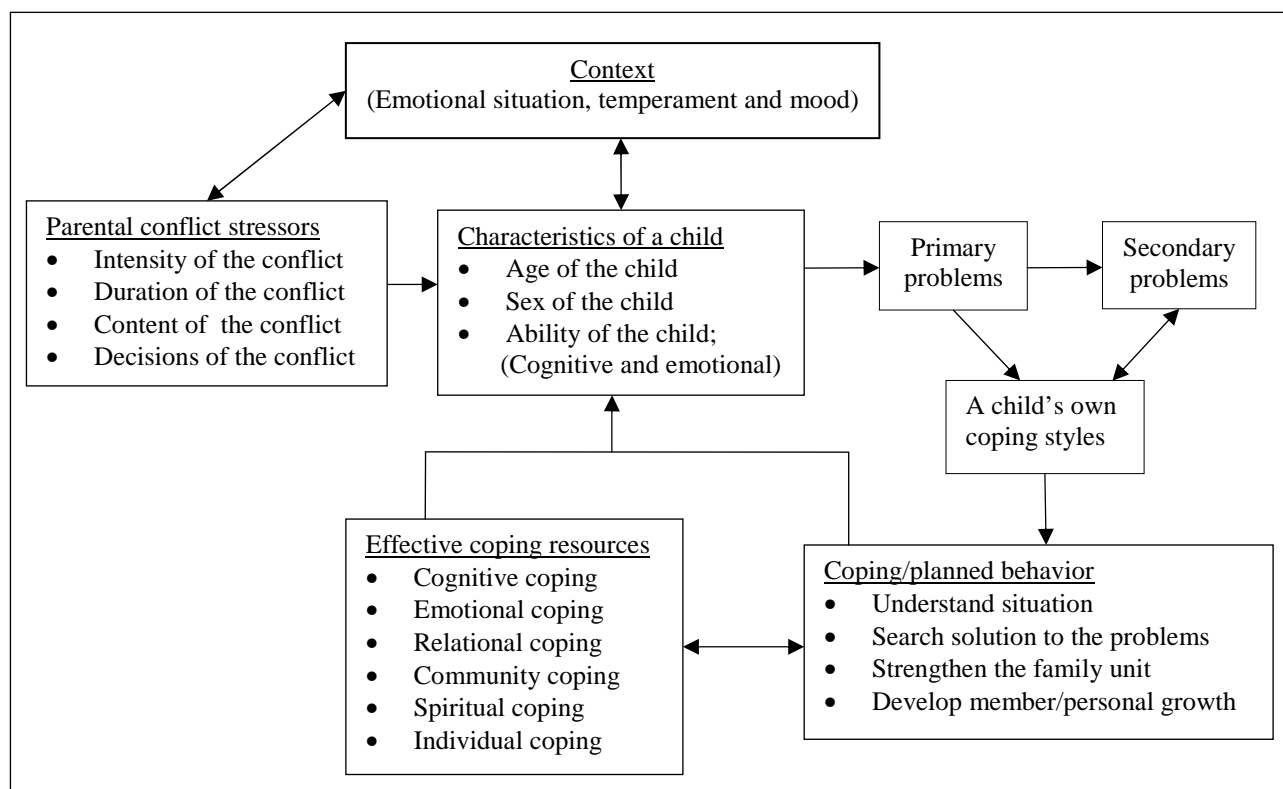 Context
(Emotional situation, temperament and mood)
Parental conflict stressors
• Intensity of the conflict
• Duration of the conflict
• Content of the conflict
• Decisions of the conflict
Characteristics of a child
• Age of the child
• Sex of the child
• Ability of the child;
(Cognitive and emotional)
Primary
problems
Secondary
problems
A child’s own
coping styles
Effective coping resources
• Cognitive coping
• Emotional coping
• Relational coping
• Community coping
• Spiritual coping
• Individual coping
Coping/planned behavior
• Understand situation
• Search solution to the problems
• Strengthen the family unit
• Develop member/personal growth